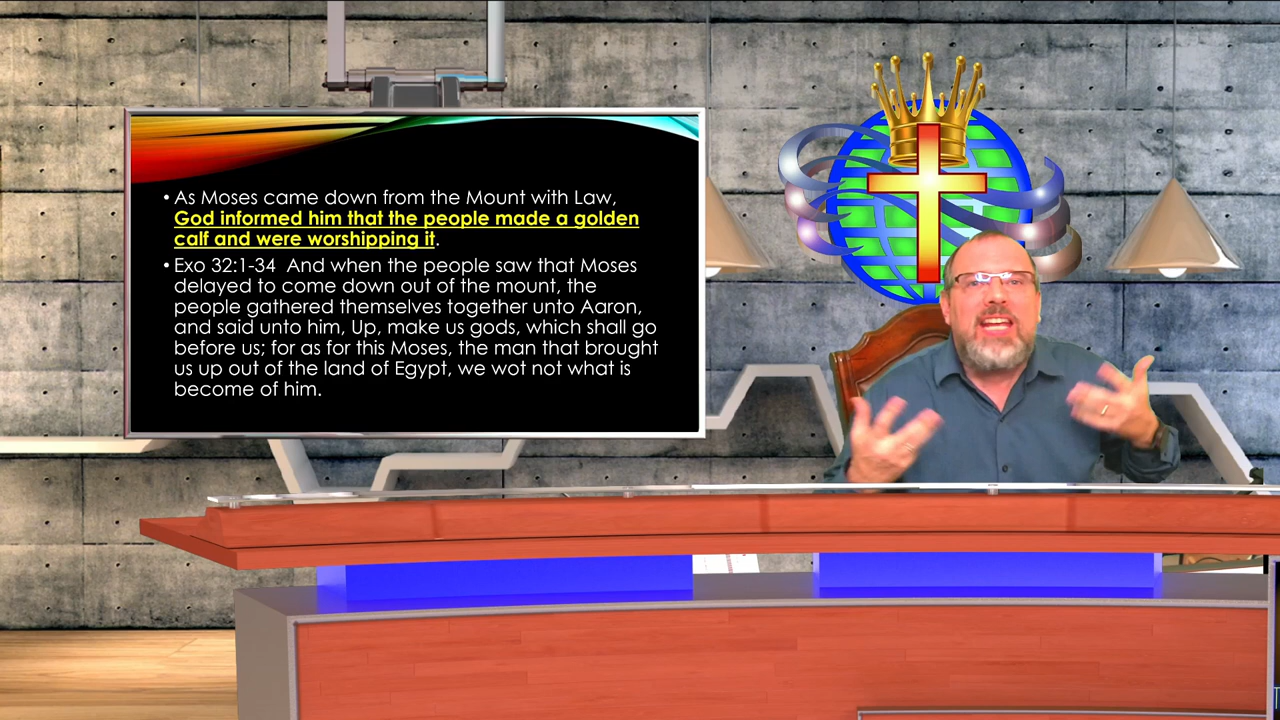 • As Moses came down from the Mount with Law,
God informed him that the people made a golden
calf and were worshipping it.
• Exo 32:1-34 And when the people saw that Moses
delayed to come down out of the mount, the
people gathered themselves together unto Aaron,
and said unto him, Up, make us gods, which shall go
before us; for as for this Moses, the man that brought
us up out of the land of Egypt, we wot not what is
become of him.